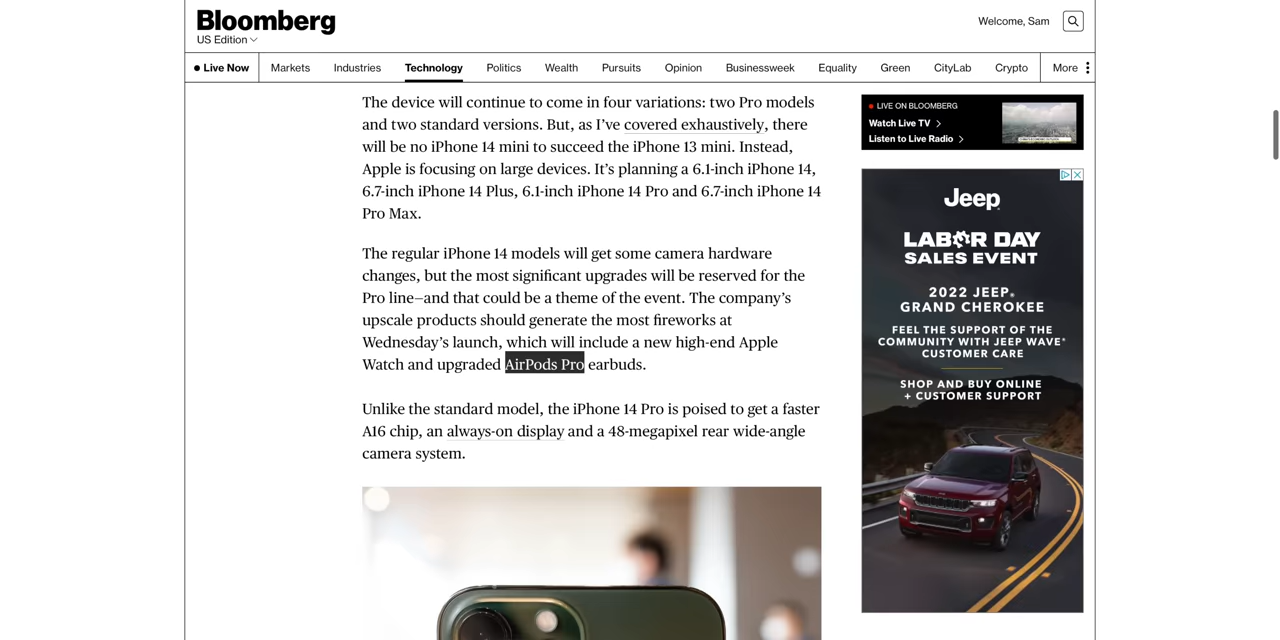 Bloomberg
Welcome, Sam
US Edition
Live Now
Markets
Industries
Technology
Politics
Wealth
Pursuits
Opinion
Businessweek
Equality
Green
CityLab
Crypto
More
The device will continue to come in four variations: two Pro models
and two standard versions. But, as I’ve covered exhaustively, there
will be no iPhone 14 mini to succeed the iPhone 13 mini. Instead,
Apple is focusing on large devices. It’s planning a 6.1-inch iPhone 14,
6.7-inch iPhone 14 Plus, 6.1-inch iPhone 14 Pro and 6.7-inch iPhone 14
Pro Max.
The regular iPhone 14 models will get some camera hardware
changes, but the most significant upgrades will be reserved for the
Pro line—and that could be a theme of the event. The company’s
upscale products should generate the most fireworks at
Wednesday’s launch, which will include a new high-end Apple
Watch and upgraded AirPods Pro earbuds.
Unlike the standard model, the iPhone 14 Pro is poised to get a faster
A16 chip, an always-on display and a 48-megapixel rear wide-angle
camera system.
LIVE ON BLOOMBERG
Watch Live TV
Listen to Live Radio
Jeep
LABOR DAY
SALES EVENT
2022 JEEP®
GRAND CHEROKEE
FEEL THE SUPPORT OF THE
COMMUNITY WITH JEEP WAVE®
CUSTOMER CARE
SHOP AND BUY ONLINE
+ CUSTOMER SUPPORT